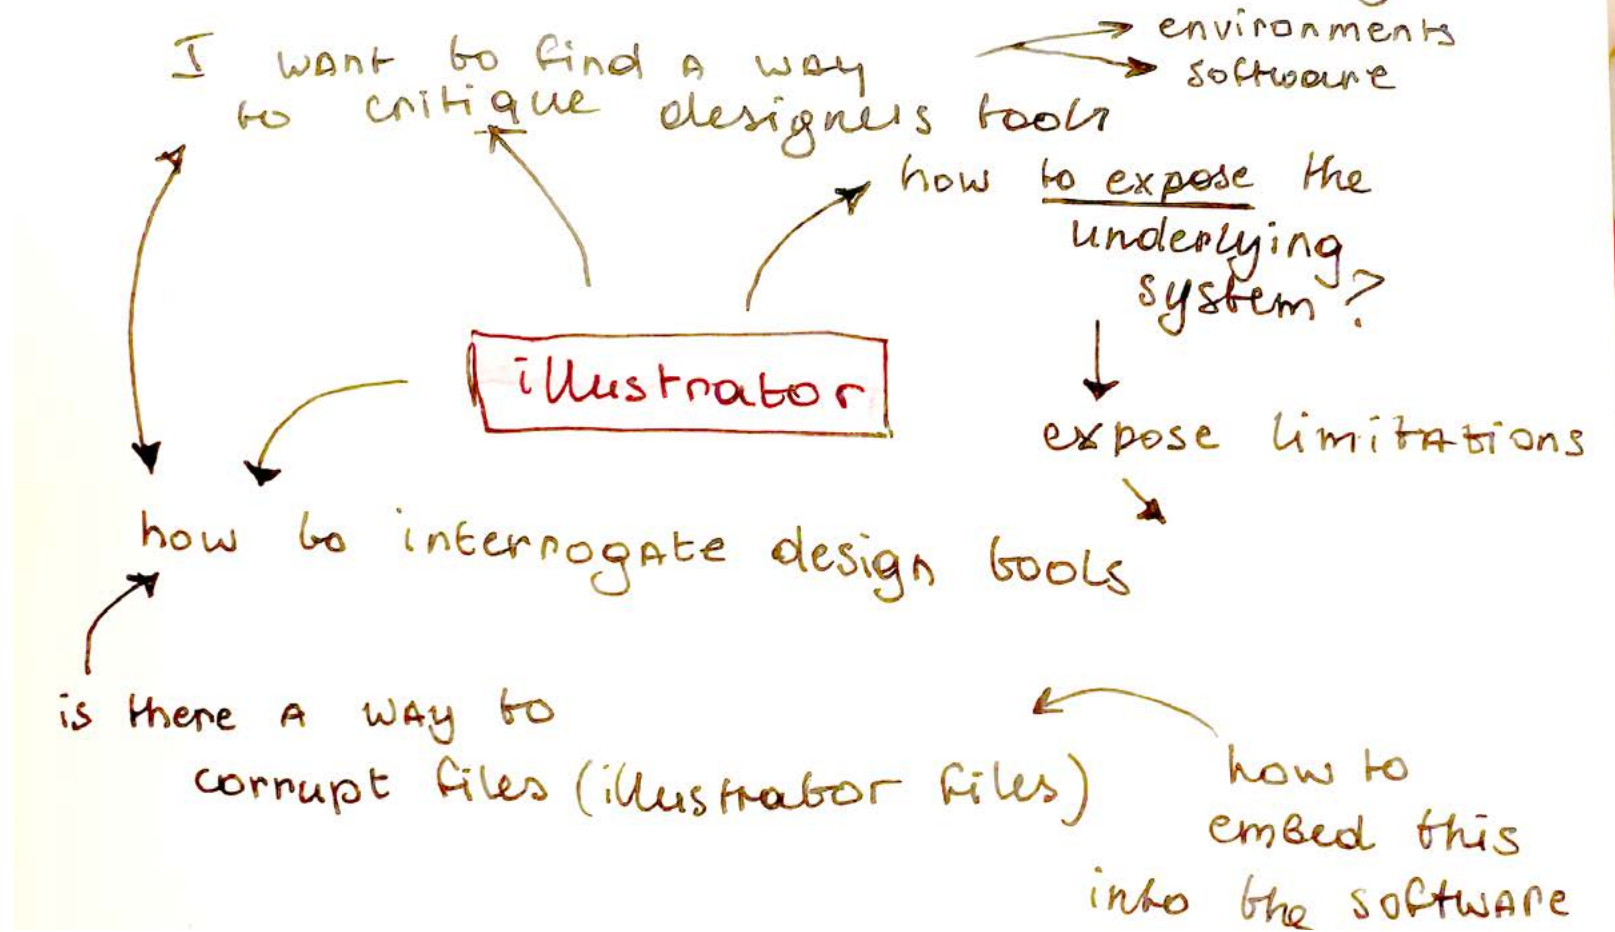 environments
I want to find a way
software
to critique designers tools
how to expose the
underlying
system?
illustrator
expose limitations
how to interrogate design tools
is there a way to
corrupt files (illustrator files)
how to
embed this
into the software